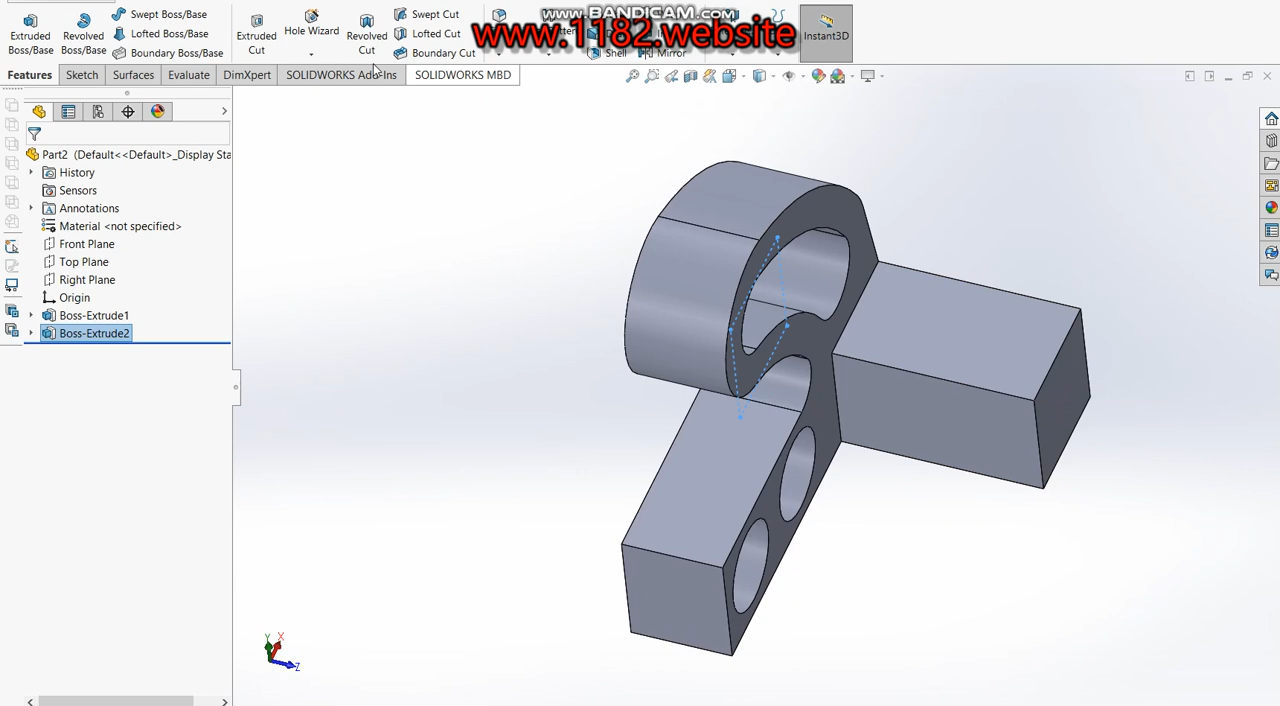 www.BANDICAM.com
www.1182.website
Extruded Boss/Base
Revolved Boss/Base
Swept Boss/Base
Lofted Boss/Base
Boundary Boss/Base
Extruded Cut
Hole Wizard
Revolved Cut
Swept Cut
Lofted Cut
Boundary Cut
Shell
Mirror
Instant3D
Features
Sketch
Surfaces
Evaluate
DimXpert
SOLIDWORKS Add-Ins
SOLIDWORKS MBD
Part2 (Default<<Default>_Display Sta
History
Sensors
Annotations
Material <not specified>
Front Plane
Top Plane
Right Plane
Origin
Boss-Extrude1
Boss-Extrude2
Y
X
Z